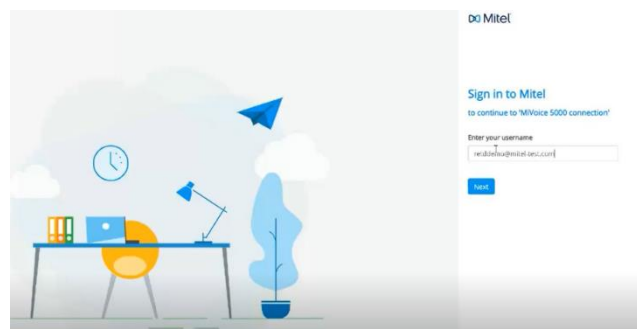 Mitel
Sign in to Mitel
to continue to 'MiVoice 5000 connection'
Enter your username
Next